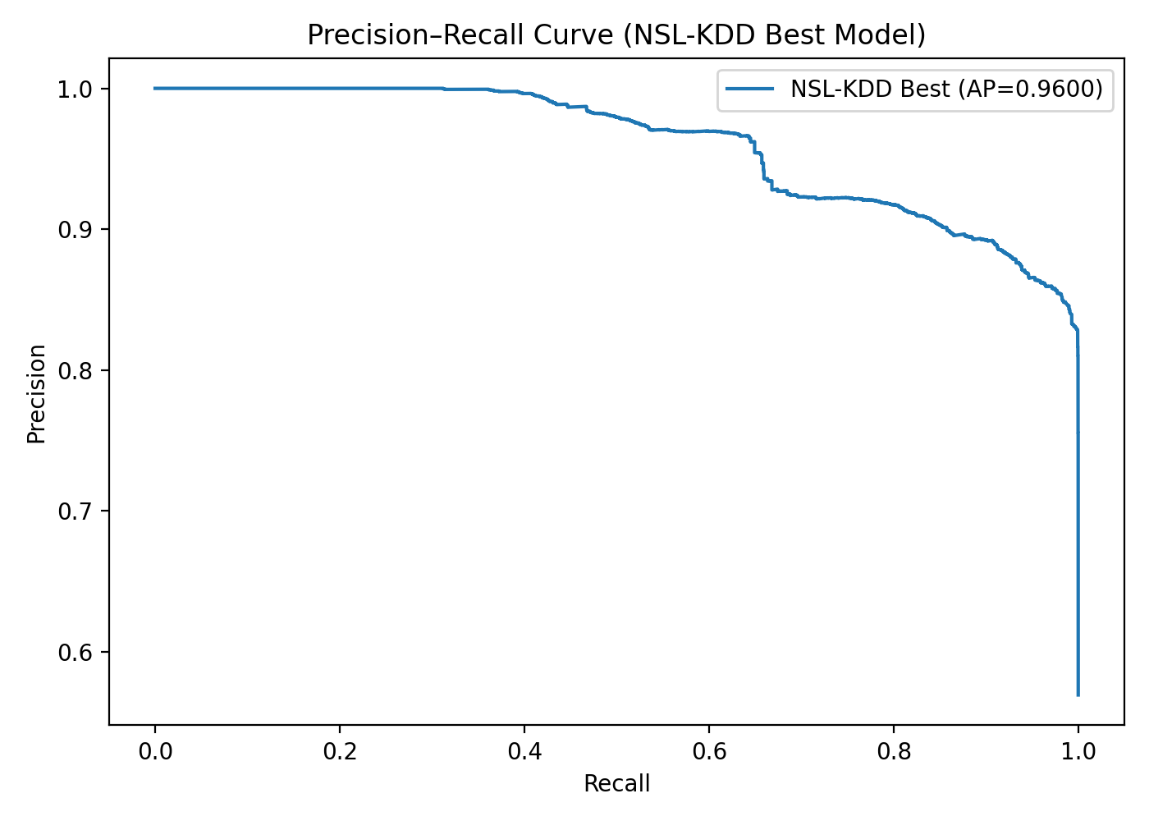 Precision–Recall Curve (NSL-KDD Best Model)
NSL-KDD Best (AP=0.9600)
1.0
0.9
0.8
0.7
0.6
Precision
0.0 0.2 0.4 0.6 0.8 1.0
Recall